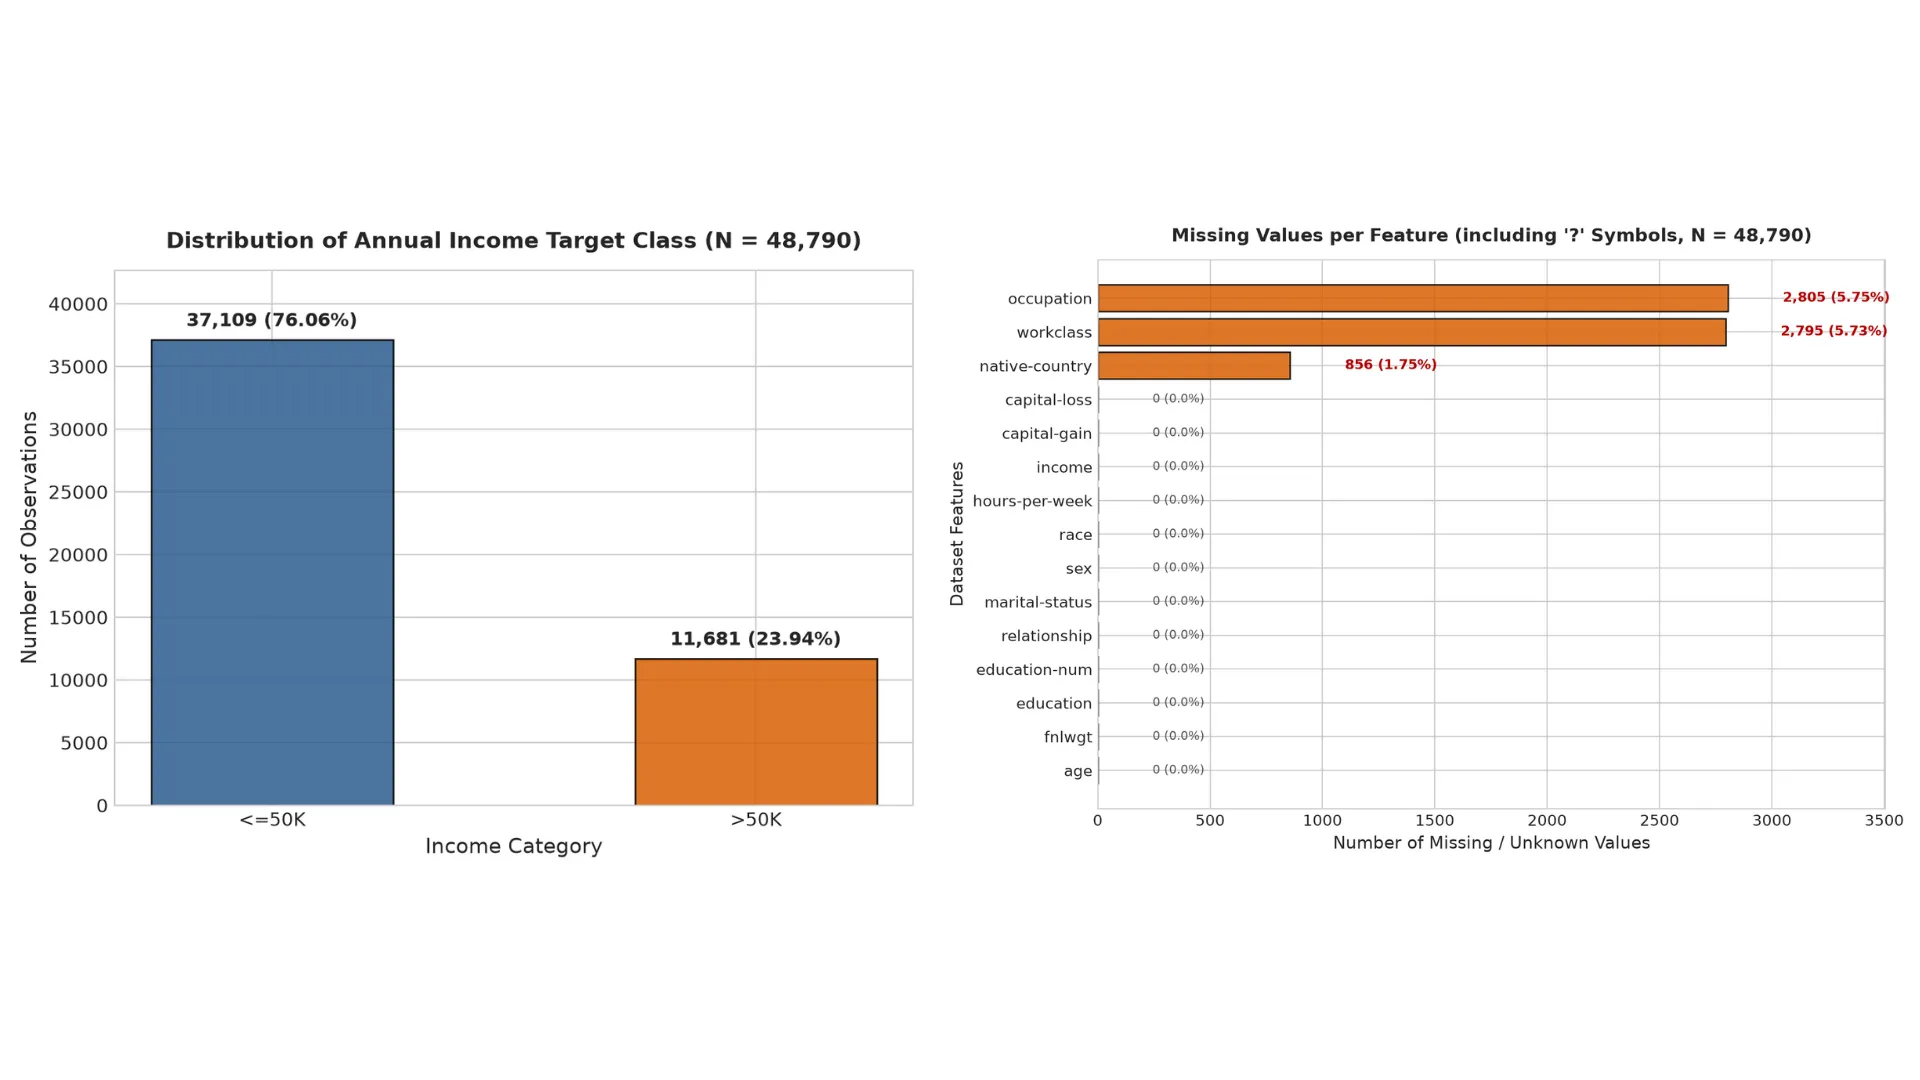 Distribution of Annual Income Target Class (N = 48,790)
Number of Observations
40000
35000
30000
25000
20000
15000
10000
5000
0
37,109 (76.06%)
11,681 (23.94%)
<=50K
>50K
Income Category
Missing Values per Feature (including '?' Symbols, N = 48,790)
Dataset Features
occupation 2,805 (5.75%)
workclass 2,795 (5.73%)
native-country 856 (1.75%)
capital-loss 0 (0.0%)
capital-gain 0 (0.0%)
income 0 (0.0%)
hours-per-week 0 (0.0%)
race 0 (0.0%)
sex 0 (0.0%)
marital-status 0 (0.0%)
relationship 0 (0.0%)
education-num 0 (0.0%)
education 0 (0.0%)
fnlwgt 0 (0.0%)
age 0 (0.0%)
0 500 1000 1500 2000 2500 3000 3500
Number of Missing / Unknown Values